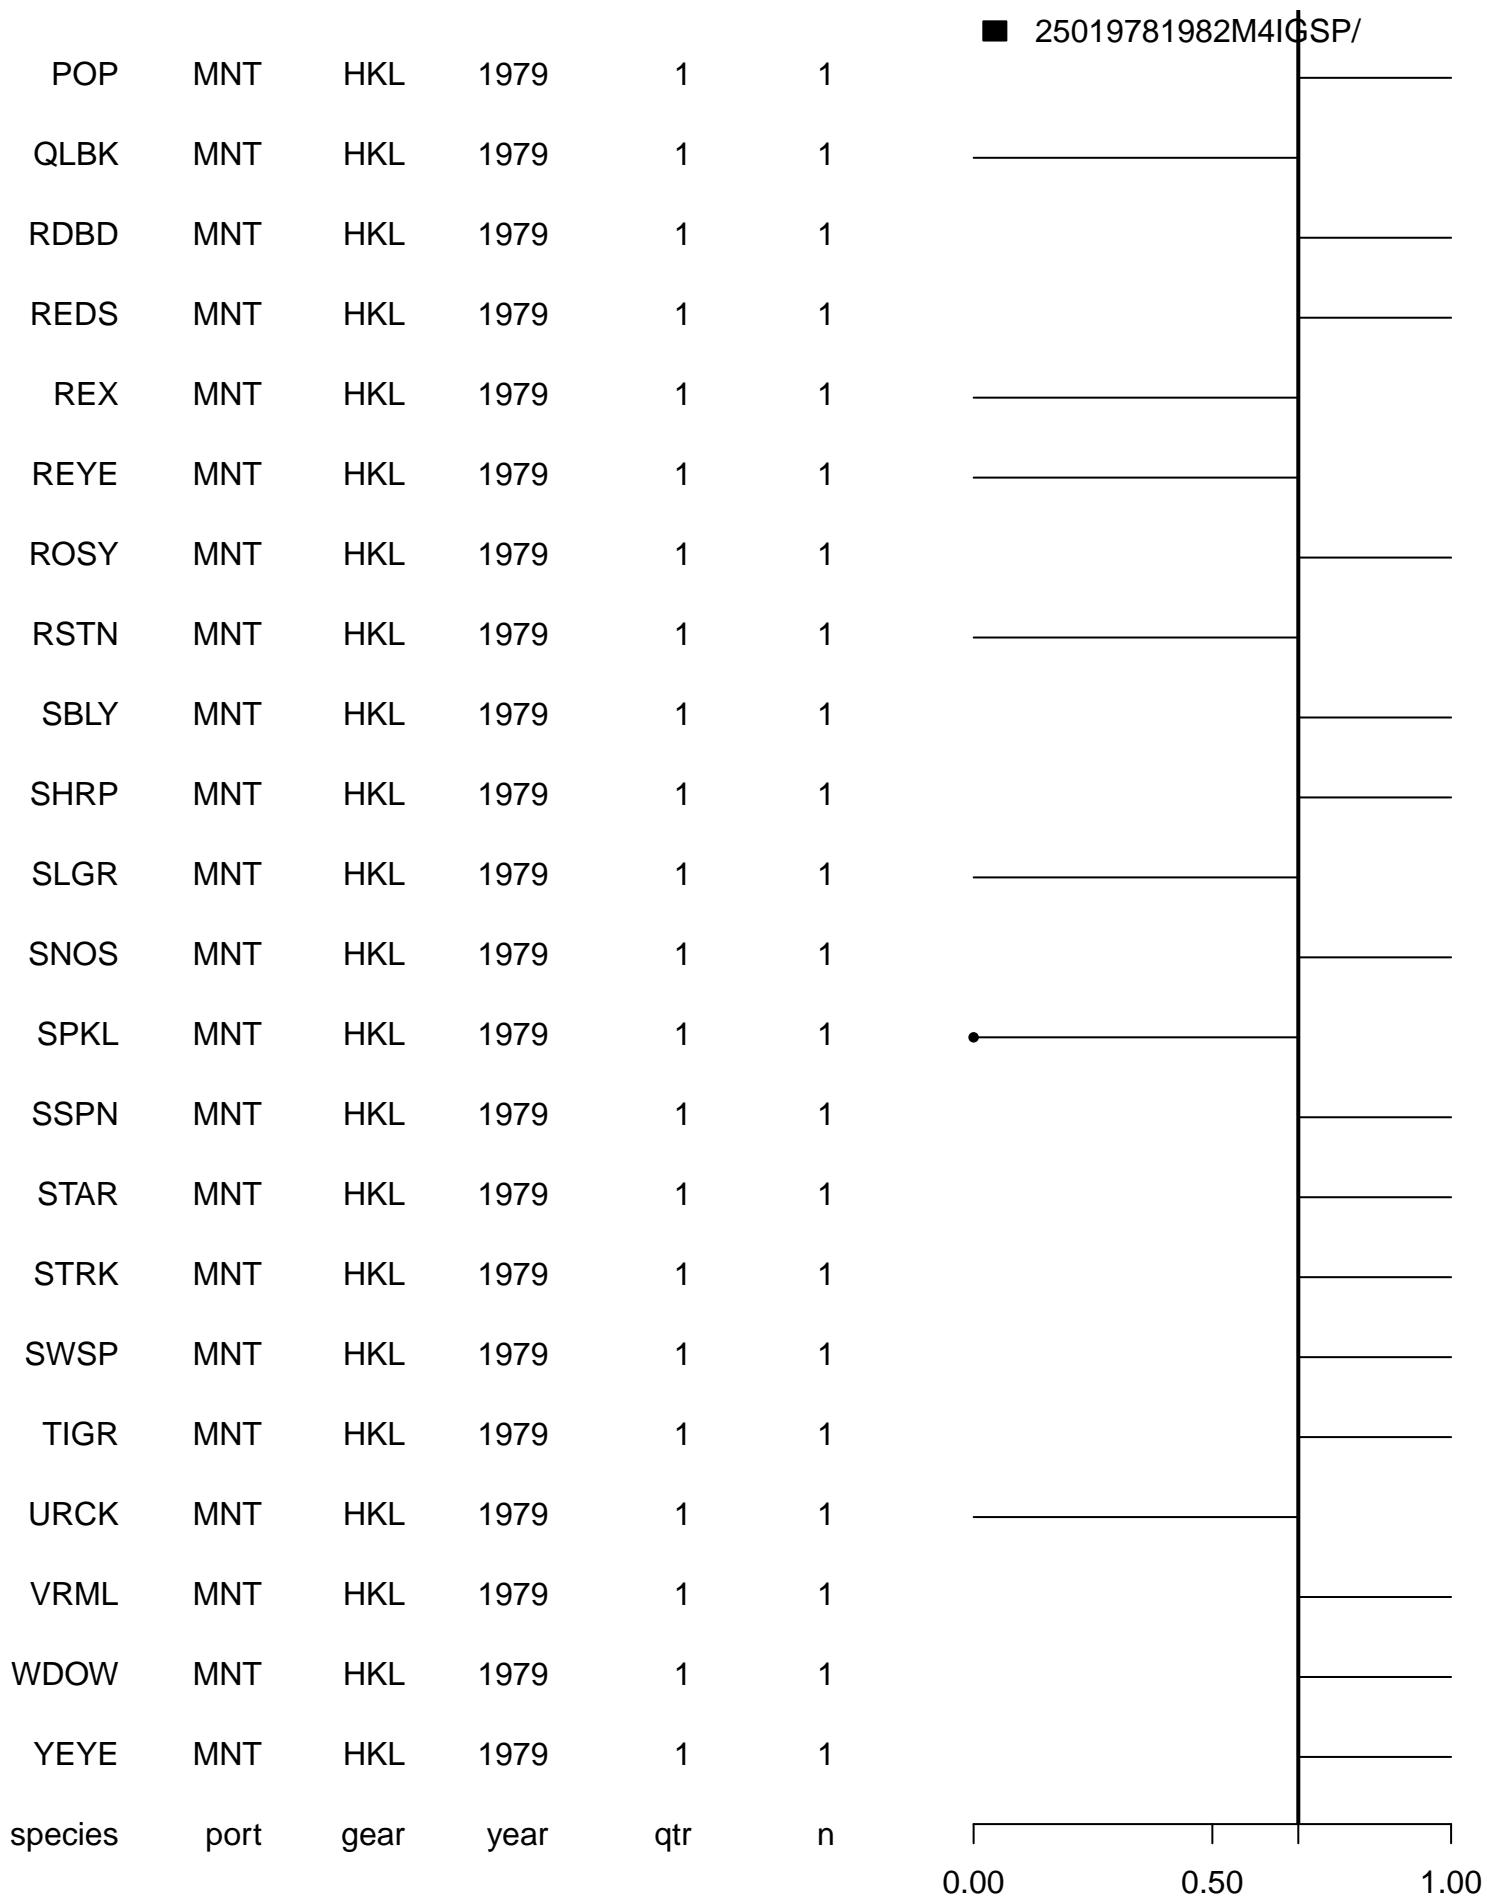 25019781982M4IGSP/
POP MNT HKL 1979 1 1
QLBK MNT HKL 1979 1 1
RDBD MNT HKL 1979 1 1
REDS MNT HKL 1979 1 1
REX MNT HKL 1979 1 1
REYE MNT HKL 1979 1 1
ROSY MNT HKL 1979 1 1
RSTN MNT HKL 1979 1 1
SBLY MNT HKL 1979 1 1
SHRP MNT HKL 1979 1 1
SLGR MNT HKL 1979 1 1
SNOS MNT HKL 1979 1 1
SPKL MNT HKL 1979 1 1
SSPN MNT HKL 1979 1 1
STAR MNT HKL 1979 1 1
STRK MNT HKL 1979 1 1
SWSP MNT HKL 1979 1 1
TIGR MNT HKL 1979 1 1
URCK MNT HKL 1979 1 1
VRML MNT HKL 1979 1 1
WDOW MNT HKL 1979 1 1
YEYE MNT HKL 1979 1 1
species port gear year qtr n
0.00 0.50 1.00